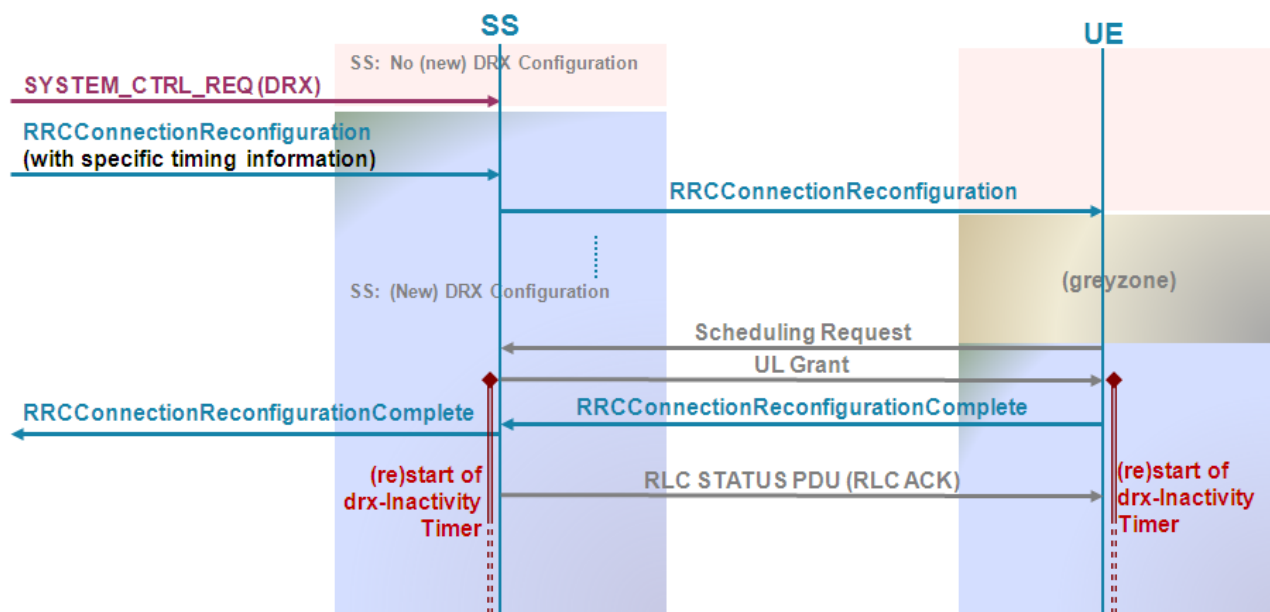 SS
UE
SS: No (new) DRX Configuration
SYSTEM_CTRL_REQ (DRX)
RRCConnectionReconfiguration
(with specific timing information)
RRCConnectionReconfiguration
SS: (New) DRX Configuration
(greyzone)
Scheduling Request
UL Grant
RRCConnectionReconfigurationComplete
RRCConnectionReconfigurationComplete
(re)start of
drx-Inactivity
Timer
RLC STATUS PDU (RLC ACK)
(re)start of
drx-Inactivity
Timer